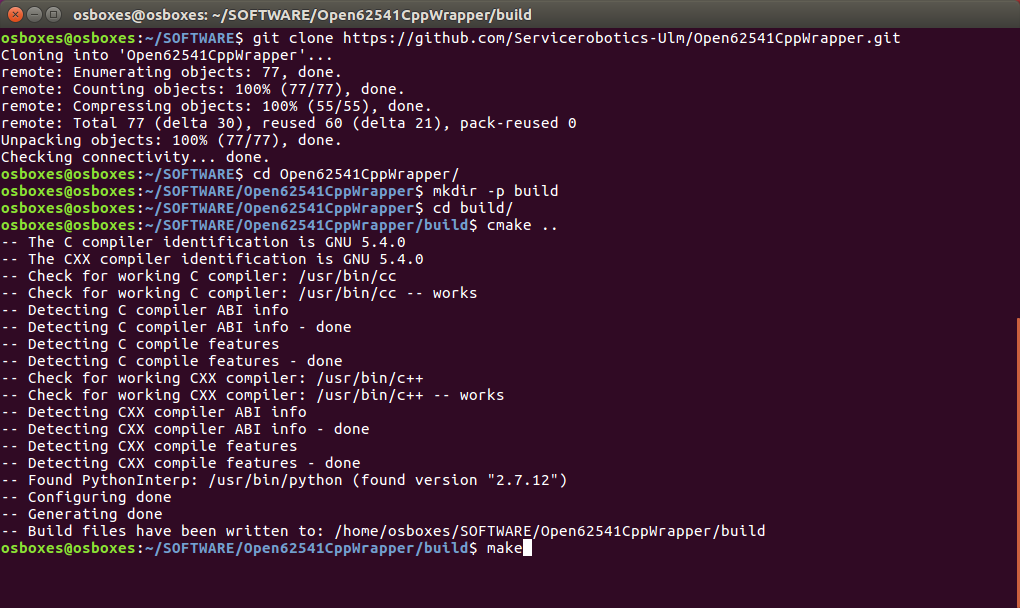 osboxes@osboxes: ~/SOFTWARE/Open62541CppWrapper/build
osboxes@osboxes:~/SOFTWARE$ git clone https://github.com/Servicerobotics-Ulm/Open62541CppWrapper.git
Cloning into 'Open62541CppWrapper'...
remote: Enumerating objects: 77, done.
remote: Counting objects: 100% (77/77), done.
remote: Compressing objects: 100% (55/55), done.
remote: Total 77 (delta 30), reused 60 (delta 21), pack-reused 0
Unpacking objects: 100% (77/77), done.
Checking connectivity... done.
osboxes@osboxes:~/SOFTWARE$ cd Open62541CppWrapper/
osboxes@osboxes:~/SOFTWARE/Open62541CppWrapper$ mkdir -p build
osboxes@osboxes:~/SOFTWARE/Open62541CppWrapper$ cd build/
osboxes@osboxes:~/SOFTWARE/Open62541CppWrapper/build$ cmake ..
-- The C compiler identification is GNU 5.4.0
-- The CXX compiler identification is GNU 5.4.0
-- Check for working C compiler: /usr/bin/cc
-- Check for working C compiler: /usr/bin/cc -- works
-- Detecting C compiler ABI info
-- Detecting C compiler ABI info - done
-- Detecting C compile features
-- Detecting C compile features - done
-- Check for working CXX compiler: /usr/bin/c++
-- Check for working CXX compiler: /usr/bin/c++ -- works
-- Detecting CXX compiler ABI info
-- Detecting CXX compiler ABI info - done
-- Detecting CXX compile features
-- Detecting CXX compile features - done
-- Found PythonInterp: /usr/bin/python (found version "2.7.12")
-- Configuring done
-- Generating done
-- Build files have been written to: /home/osboxes/SOFTWARE/Open62541CppWrapper/build
osboxes@osboxes:~/SOFTWARE/Open62541CppWrapper/build$ make